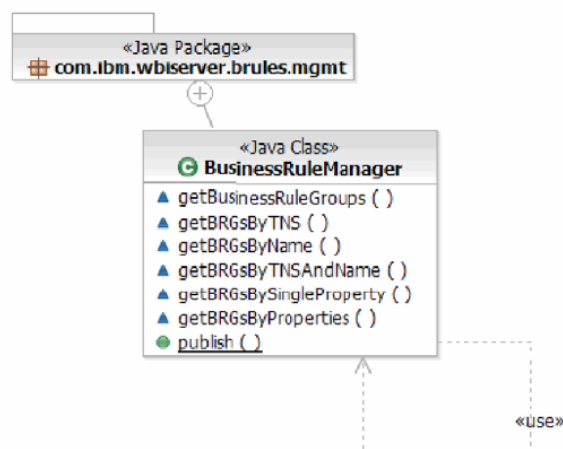 «Java Package»
com.ibm.wbiserver.brules.mgmt
«Java Class»
BusinessRuleManager
getBusinessRuleGroups ( )
getBRGsByTNS ( )
getBRGsByName ( )
getBRGsByTNSAndName ( )
getBRGsBySingleProperty ( )
getBRGsByProperties ( )
publish ( )
«use»